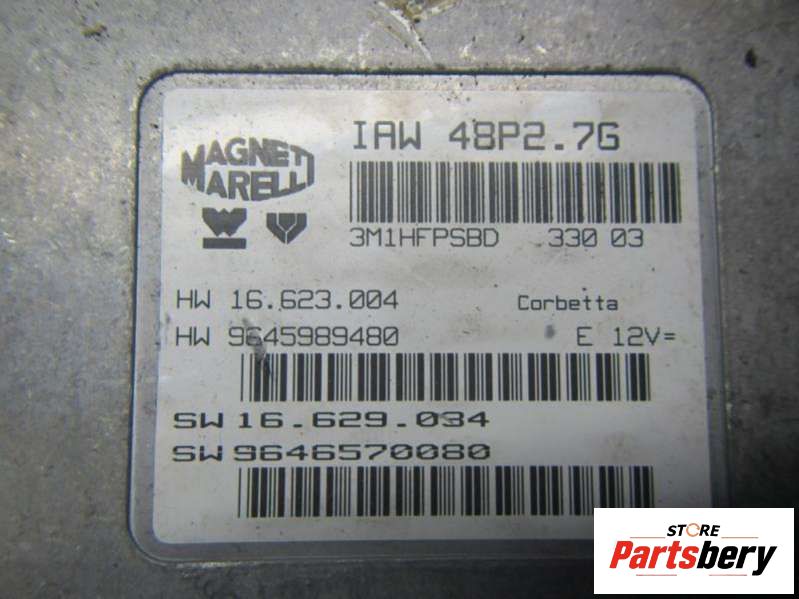 IAW 48P2.7G
MAGNETI
MARELLI
3M1HFPSBD 330 03
HW 16.623.004 Corbetta
HW 9645989480 E 12V=
SW 16.629.034
SW 9646570080
STORE
Partsbery